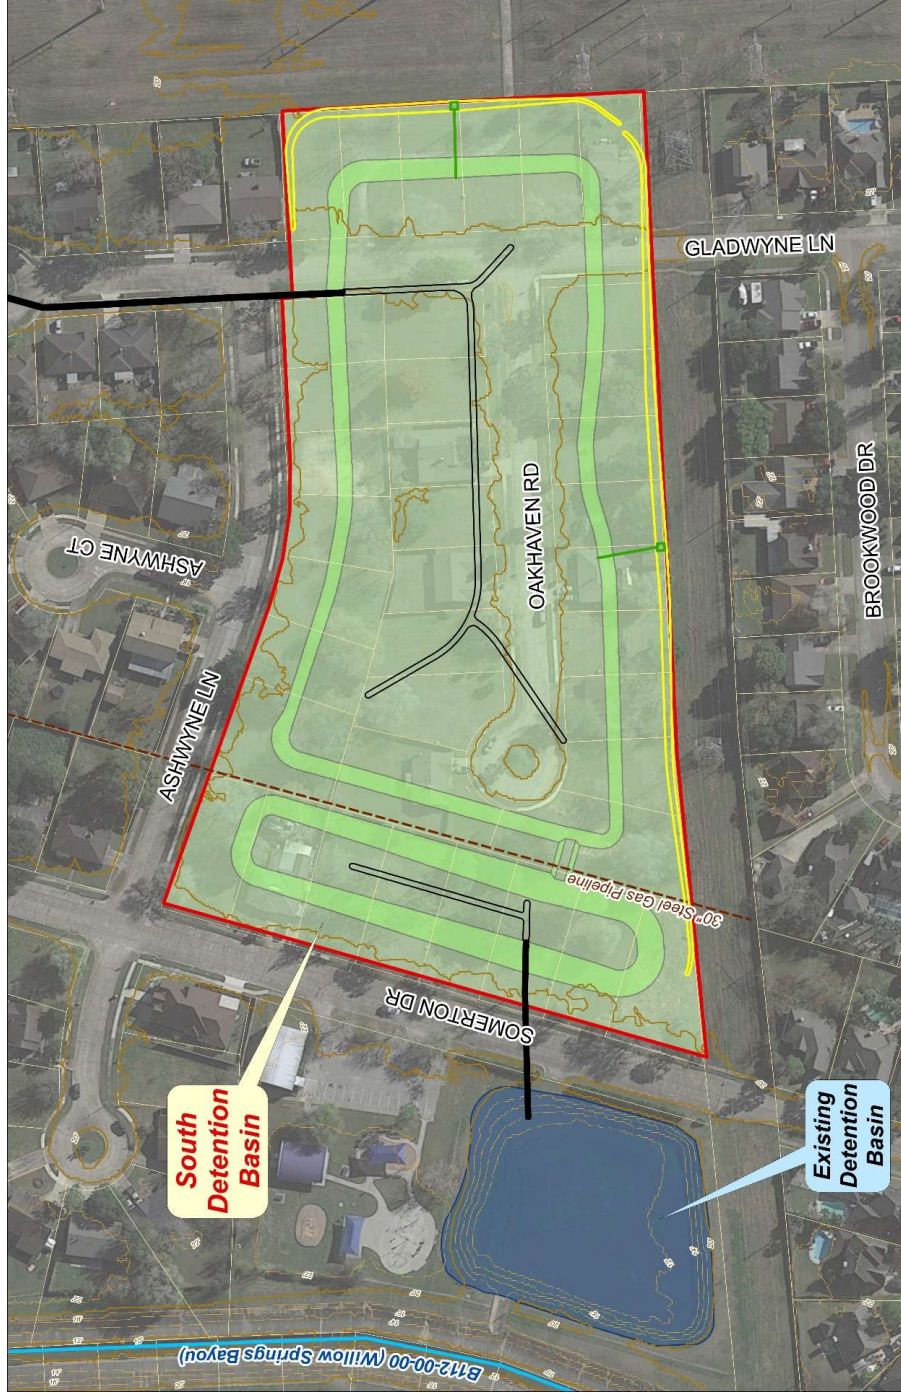 GLADWYNE LN
ASHWYNE CT
OAKHAVEN RD
BROOKWOOD DR
ASHWYNE LN
30" Steel Gas Pipeline
SOMERTON DR
South
Detention
Basin
Existing
Detention
Basin
B112-00-00 (Willow Springs Bayou)